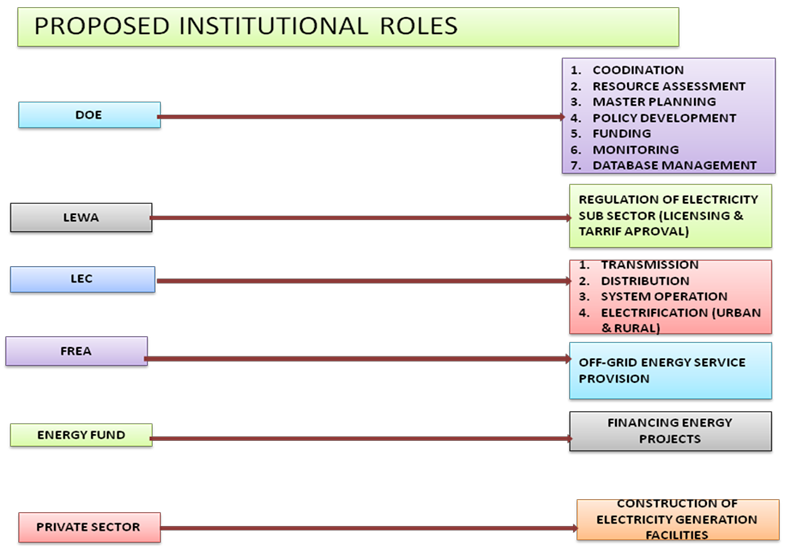 PROPOSED INSTITUTIONAL ROLES
DOE
1. COODINATION
2. RESOURCE ASSESSMENT
3. MASTER PLANNING
4. POLICY DEVELOPMENT
5. FUNDING
6. MONITORING
7. DATABASE MANAGEMENT
LEWA
REGULATION OF ELECTRICITY
SUB SECTOR (LICENSING &
TARRIF APROVAL)
LEC
1. TRANSMISSION
2. DISTRIBUTION
3. SYSTEM OPERATION
4. ELECTRIFICATION (URBAN
& RURAL)
FREA
OFF-GRID ENERGY SERVICE
PROVISION
ENERGY FUND
FINANCING ENERGY
PROJECTS
PRIVATE SECTOR
CONSTRUCTION OF
ELECTRICITY GENERATION
FACILITIES